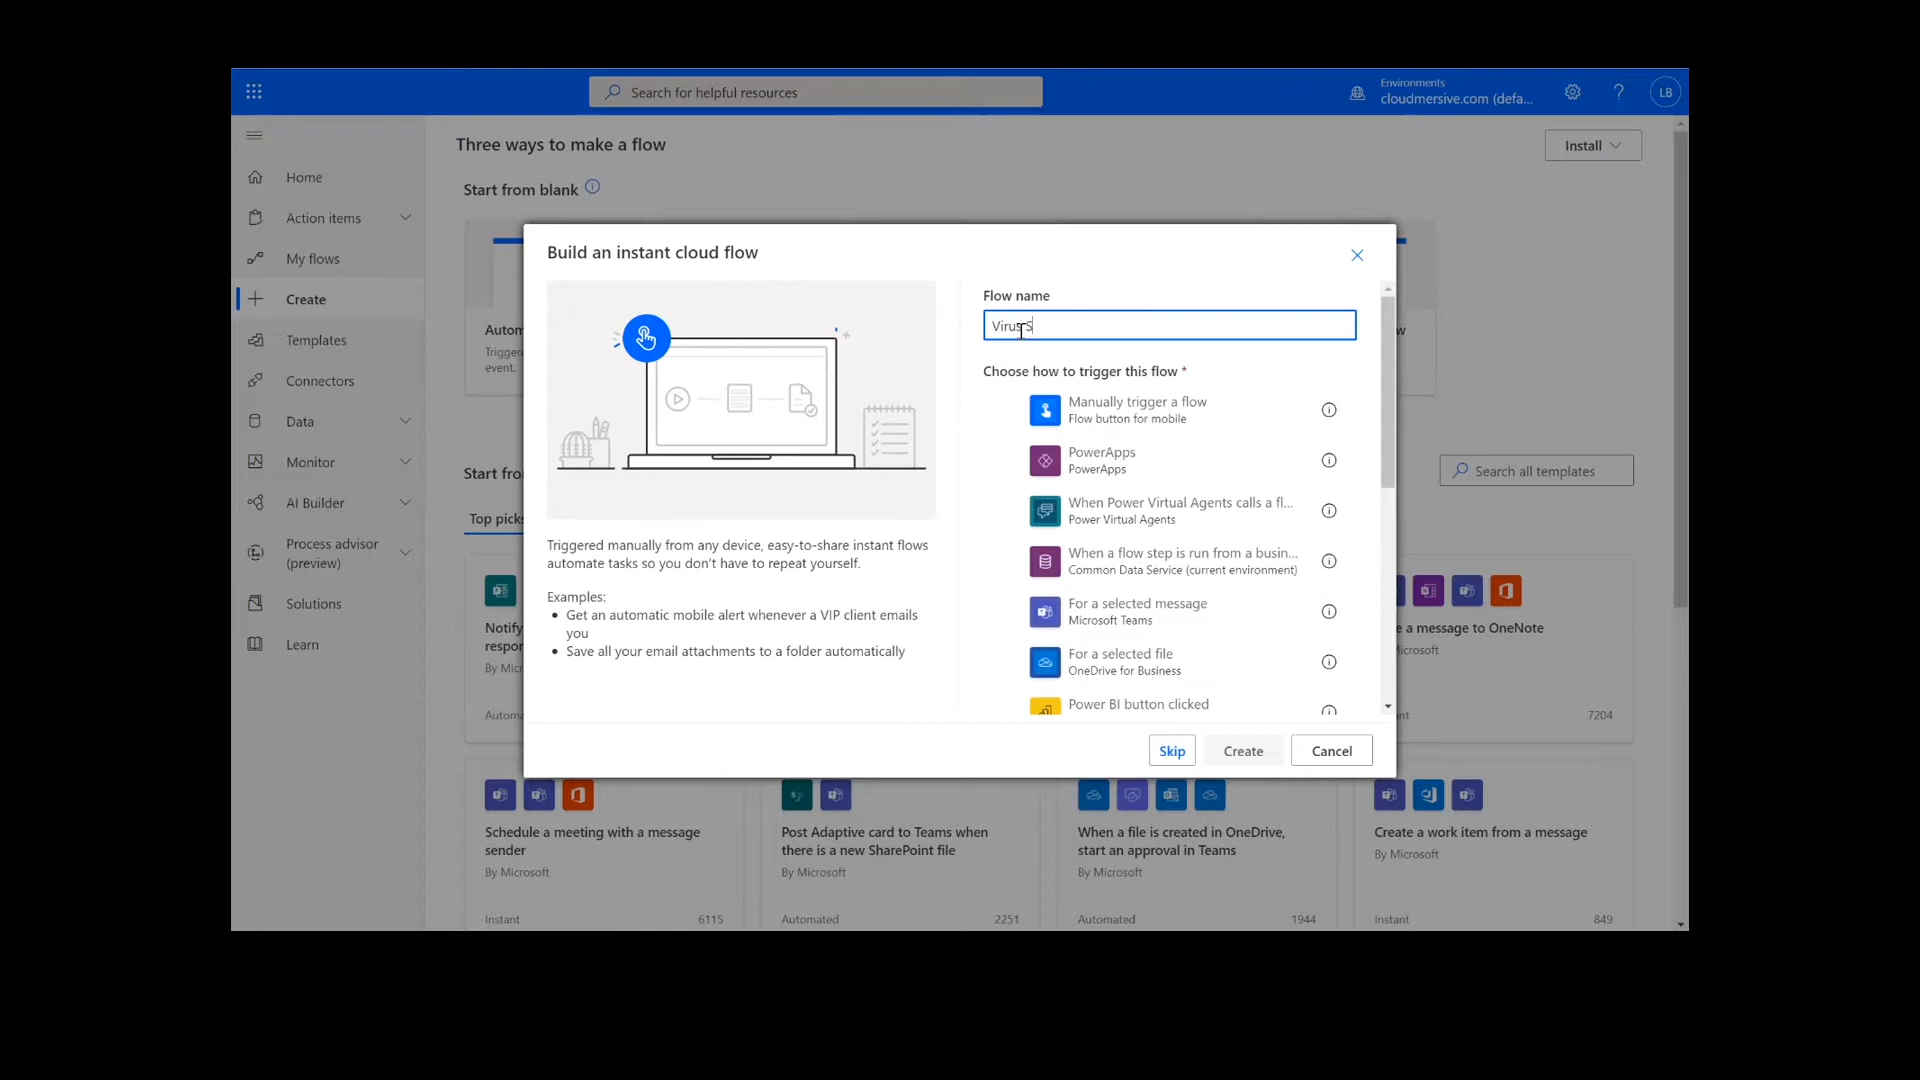 Search for helpful resources
Environments
cloudmersive.com (defa...
LB
Three ways to make a flow
Install
Start from blank
Home
Action items
My flows
Create
Templates
Connectors
Data
Monitor
AI Builder
Process advisor
(preview)
Solutions
Learn
Build an instant cloud flow
Flow name
Virus S
Choose how to trigger this flow *
Manually trigger a flow
Flow button for mobile
PowerApps
PowerApps
When Power Virtual Agents calls a fl...
Power Virtual Agents
When a flow step is run from a busin...
Common Data Service (current environment)
For a selected message
Microsoft Teams
For a selected file
OneDrive for Business
Power BI button clicked
Triggered manually from any device, easy-to-share instant flows
automate tasks so you don't have to repeat yourself.
Examples:
• Get an automatic mobile alert whenever a VIP client emails
you
• Save all your email attachments to a folder automatically
Skip
Create
Cancel
event.
Search all templates
Top picks
Notify
By Mic
e a message to OneNote
7204
Schedule a meeting with a message
sender
By Microsoft
Instant
6115
Post Adaptive card to Teams when
there is a new SharePoint file
By Microsoft
Automated
2251
When a file is created in OneDrive,
start an approval in Teams
By Microsoft
Automated
1944
Create a work item from a message
By Microsoft
Instant
849